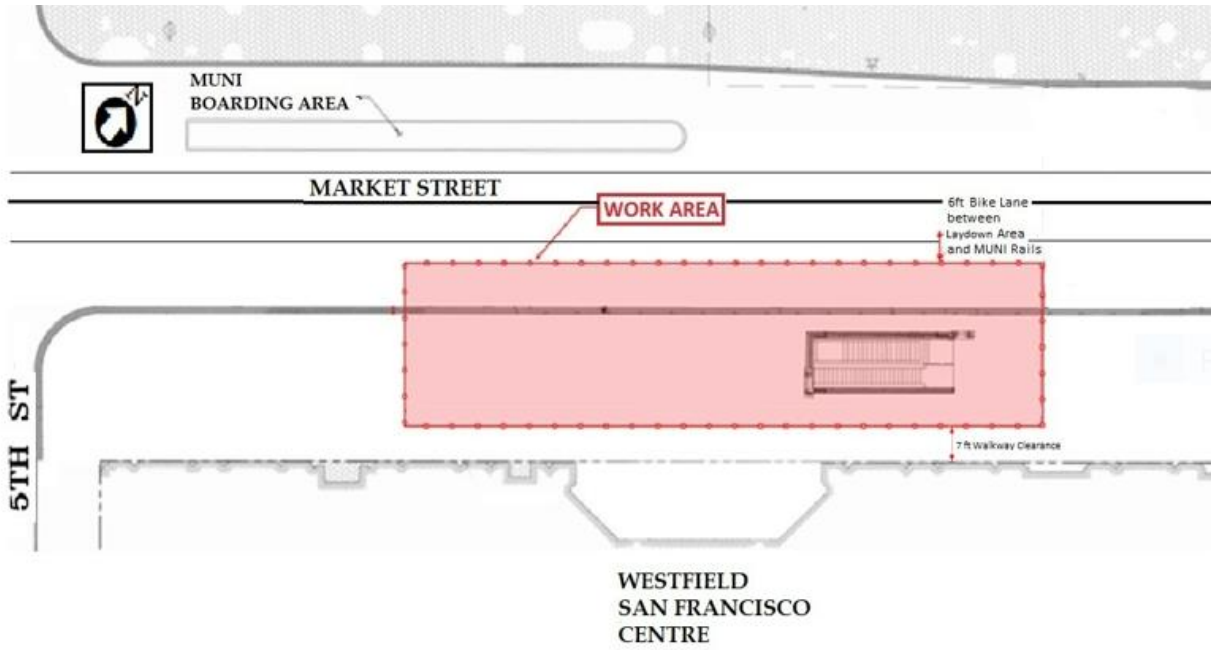 MUNI
BOARDING AREA
N
MARKET STREET
WORK AREA
6ft Bike Lane
between
Laydown Area
and MUNI Rails
5TH ST
7 ft Walkway Clearance
WESTFIELD
SAN FRANCISCO
CENTRE